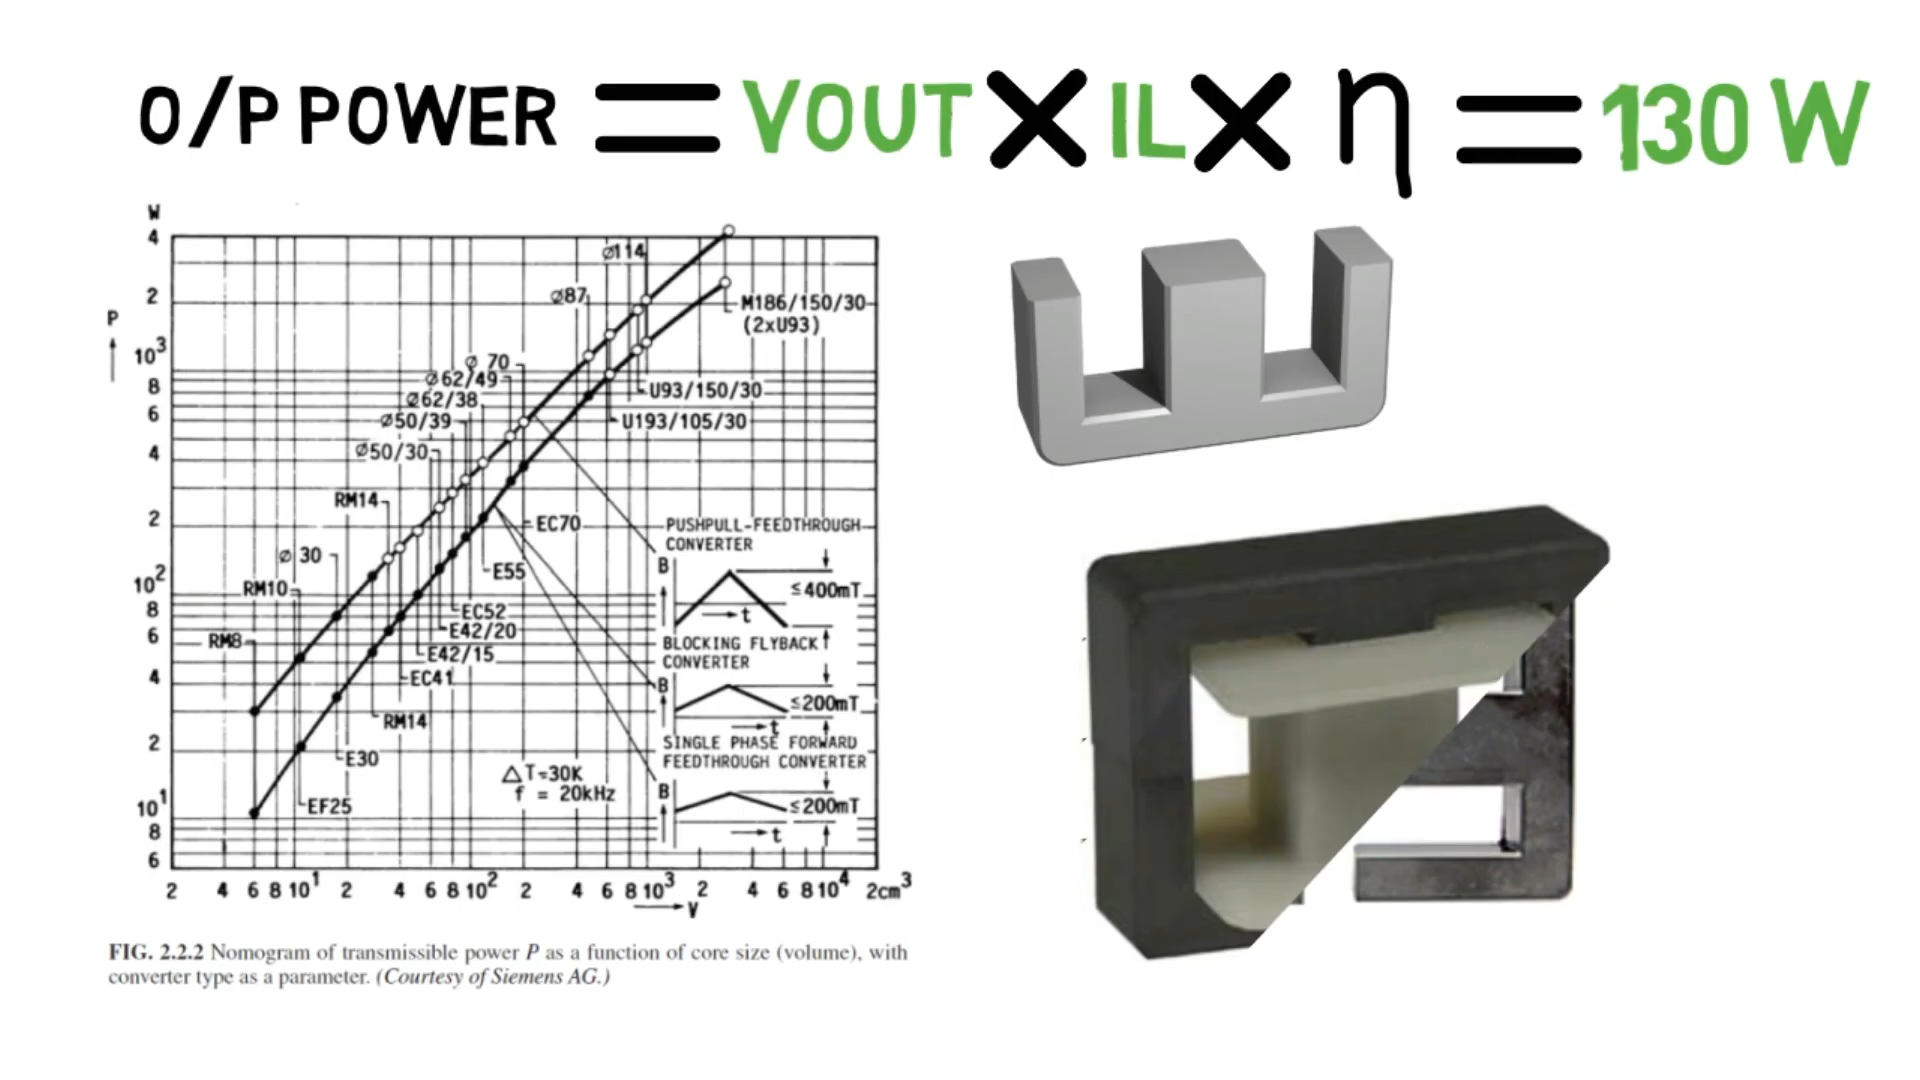 O/P POWER = VOUT × IL × η = 130 W
W
4
2
10³
8
6
4
2
10²
8
6
4
2
10¹
8
6
P
Ø114
Ø87
M186/150/30
(2xU93)
Ø 70
Ø62/49
Ø62/38
Ø50/39
Ø50/30
U93/150/30
U193/105/30
RM14
Ø 30
RM10
RM8
EC70
E55
EC52
E42/20
E42/15
EC41
RM14
E30
EF25
PUSHPULL-FEEDTHROUGH
CONVERTER
B
≤400mT
t
BLOCKING FLYBACK
CONVERTER
B
≤200mT
t
SINGLE PHASE FORWARD
FEEDTHROUGH CONVERTER
B
≤200mT
t
ΔT=30K
f = 20kHz
2 4 6 8 10¹ 2 4 6 8 10² 2 4 6 8 10³ 2 4 6 8 10⁴ 2cm³
V
FIG. 2.2.2 Nomogram of transmissible power P as a function of core size (volume), with
converter type as a parameter. (Courtesy of Siemens AG.)